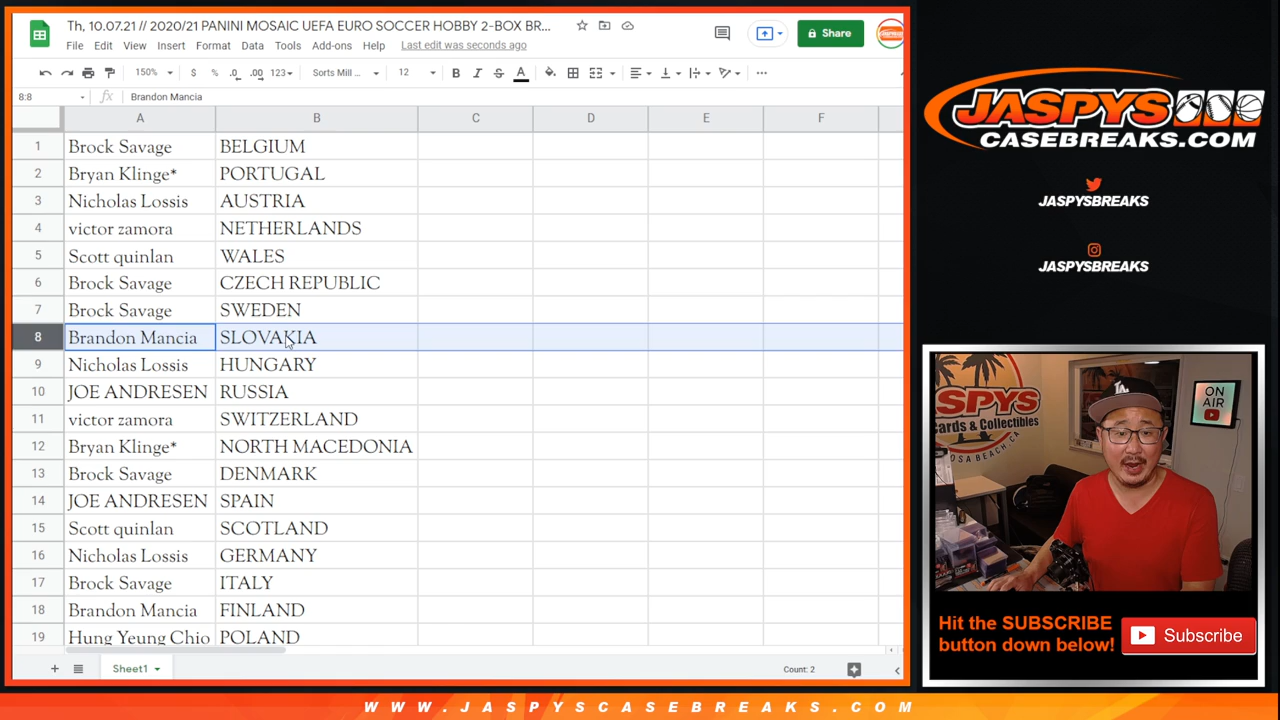 Th, 10.07.21 // 2020/21 PANINI MOSAIC UEFA EURO SOCCER HOBBY 2-BOX BR...
File Edit View Insert Format Data Tools Add-ons Help Last edit was seconds ago
Share
150% $ % .0 .00 123 Sorts Mill ... 12 B I S A
8:8 fx Brandon Mancia
A B C D E F
1 Brock Savage BELGIUM
2 Bryan Klinge* PORTUGAL
3 Nicholas Lossis AUSTRIA
4 victor zamora NETHERLANDS
5 Scott quinlan WALES
6 Brock Savage CZECH REPUBLIC
7 Brock Savage SWEDEN
8 Brandon Mancia SLOVAKIA
9 Nicholas Lossis HUNGARY
10 JOE ANDRESEN RUSSIA
11 victor zamora SWITZERLAND
12 Bryan Klinge* NORTH MACEDONIA
13 Brock Savage DENMARK
14 JOE ANDRESEN SPAIN
15 Scott quinlan SCOTLAND
16 Nicholas Lossis GERMANY
17 Brock Savage ITALY
18 Brandon Mancia FINLAND
19 Hung Yeung Chio POLAND
Sheet1
Count: 2
JASPYS
CASEBREAKS.COM
JASPYSBREAKS
JASPYSBREAKS
ASPYS
Cards & Collectibles
OSA BEACH, CA
ON
AIR
LA
Hit the SUBSCRIBE
button down below!
Subscribe
WWW.JASPYSCASEBREAKS.COM